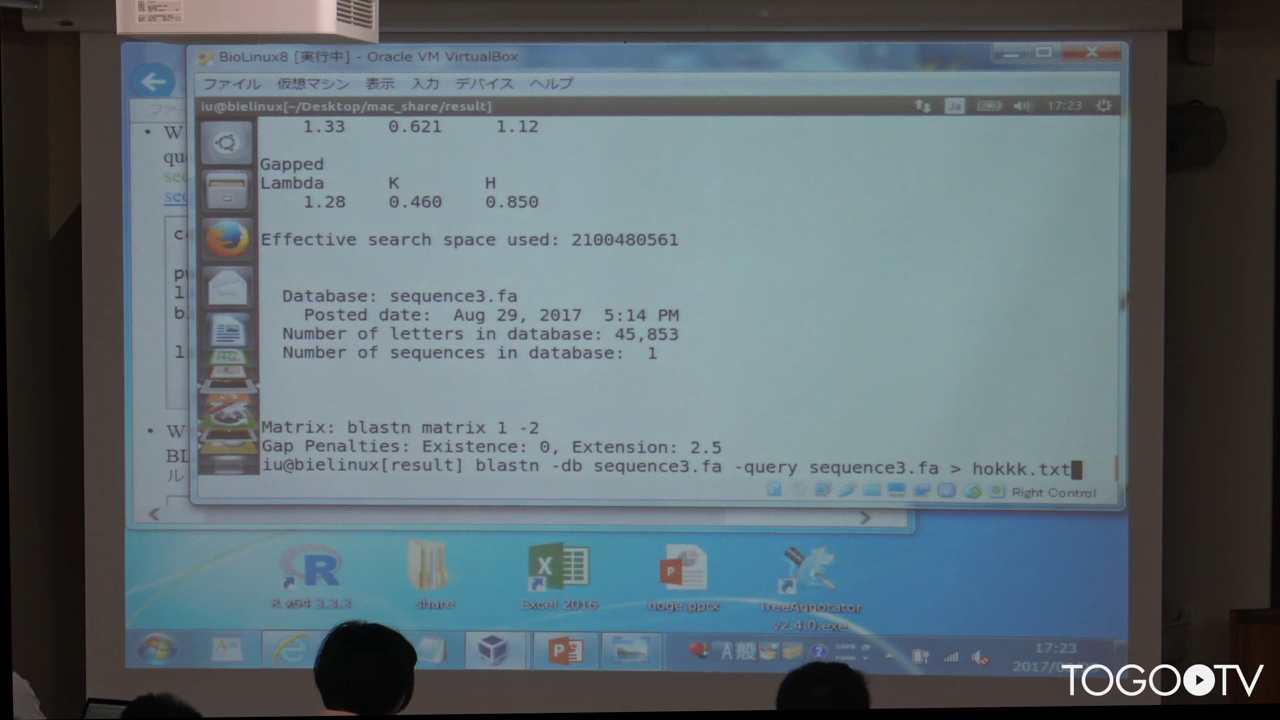 BioLinux8 [実行中] - Oracle VM VirtualBox
ファイル 仮想マシン 表示 入力 デバイス ヘルプ
iu@bielinux[~/Desktop/mac_share/result]
Ja
17:23
1.33 0.621 1.12
Gapped
Lambda K H
1.28 0.460 0.850
Effective search space used: 2100480561
Database: sequence3.fa
Posted date: Aug 29, 2017 5:14 PM
Number of letters in database: 45,853
Number of sequences in database: 1
Matrix: blastn matrix 1 -2
Gap Penalties: Existence: 0, Extension: 2.5
iu@bielinux[result] blastn -db sequence3.fa -query sequence3.fa > hokkk.txt
Right Control
R x64 3.3.3
share
Excel 2016
hoge.pptx
TreeAnnotator
v2.4.0.exe
A般
17:23
TOGOTV